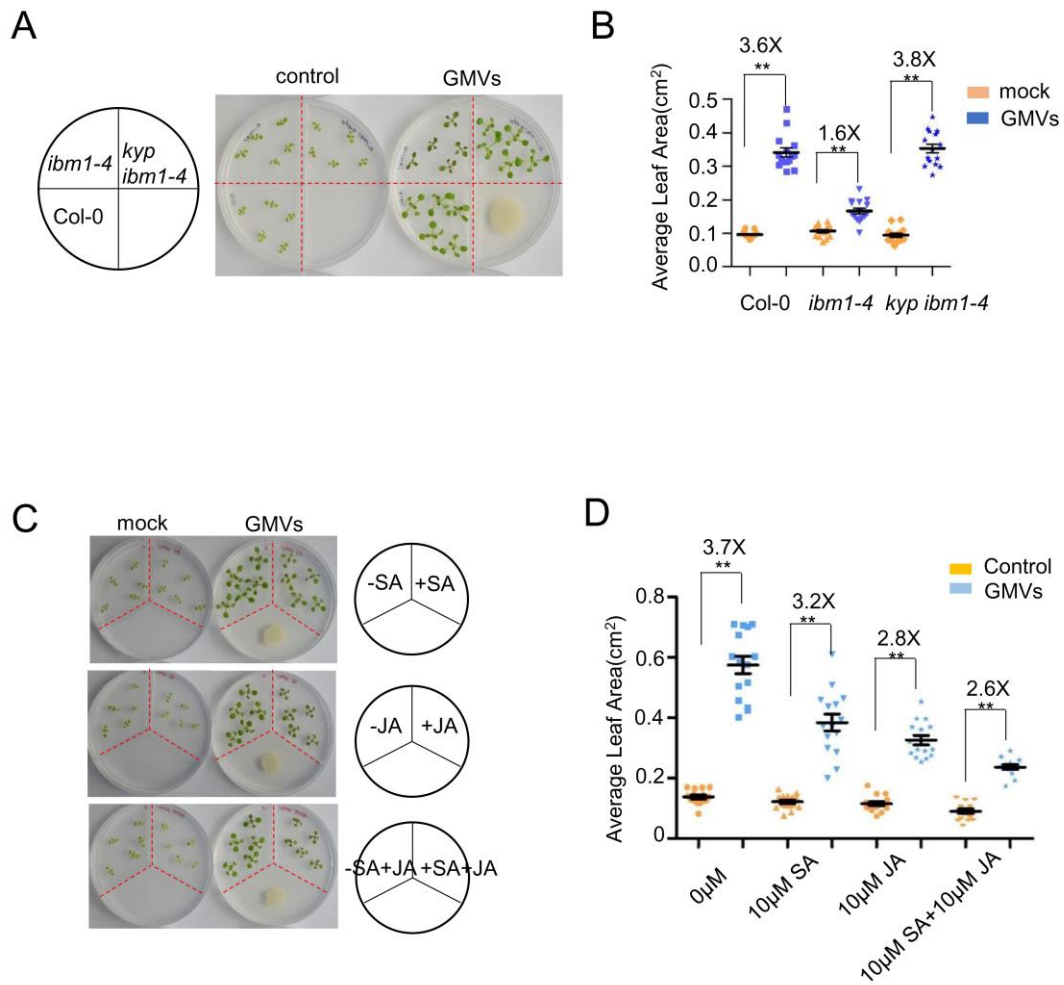 A
control
GMVs
ibm1-4
kyp
ibm1-4
Col-0
B
3.6X
**
1.6X
**
3.8X
**
mock
GMVs
Average Leaf Area(cm²)
0.5
0.4
0.3
0.2
0.1
0.0
Col-0
ibm1-4
kyp ibm1-4
C
mock
GMVs
-SA
+SA
-JA
+JA
-SA+JA
+SA+JA
D
3.7X
**
3.2X
**
2.8X
**
2.6X
**
Control
GMVs
Average Leaf Area(cm²)
0.8
0.6
0.4
0.2
0
0µM
10µM SA
10µM JA
10µM SA+10µM JA